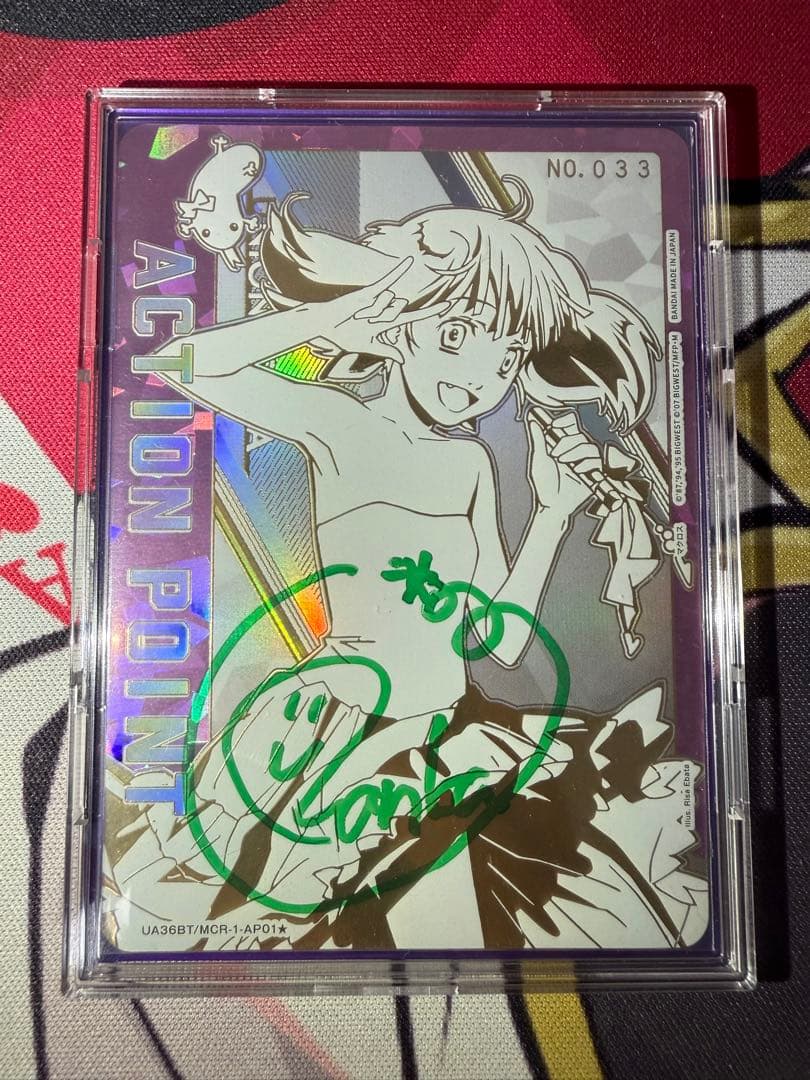 NO. 033
ACTION POINT
BANDAI MADE IN JAPAN
©'87,'94,'95 BIGWEST ©'07 BIGWEST/MFP・M
マクロス
Ranka
illus. Risa Ebata
UA36BT/MCR-1-AP01★
A